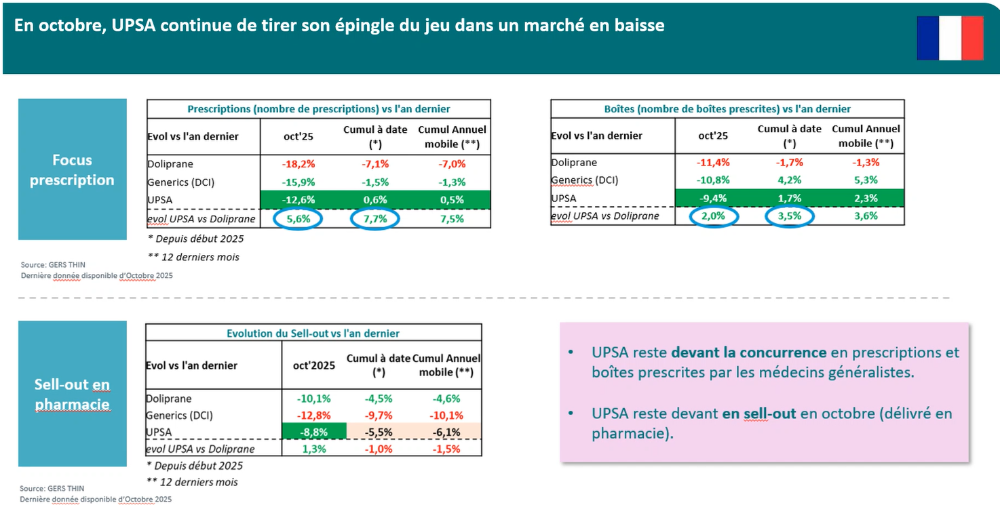 En octobre, UPSA continue de tirer son épingle du jeu dans un marché en baisse
Focus
prescription
Prescriptions (nombre de prescriptions) vs l'an dernier
Evol vs l'an dernier oct'25 Cumul à date (*) Cumul Annuel mobile (**)
Doliprane -18,2% -7,1% -7,0%
Generics (DCI) -15,9% -1,5% -1,3%
UPSA -12,6% 0,6% 0,5%
evol UPSA vs Doliprane 5,6% 7,7% 7,5%
* Depuis début 2025
** 12 derniers mois
Boîtes (nombre de boîtes prescrites) vs l'an dernier
Evol vs l'an dernier oct'25 Cumul à date (*) Cumul Annuel mobile (**)
Doliprane -11,4% -1,7% -1,3%
Generics (DCI) -10,8% 4,2% 5,3%
UPSA -9,4% 1,7% 2,3%
evol UPSA vs Doliprane 2,0% 3,5% 3,6%
Source: GERS THIN
Dernière donnée disponible d'Octobre 2025
Sell-out en
pharmacie
Evolution du Sell-out vs l'an dernier
Evol vs l'an dernier oct'2025 Cumul à date (*) Cumul Annuel mobile (**)
Doliprane -10,1% -4,5% -4,6%
Generics (DCI) -12,8% -9,7% -10,1%
UPSA -8,8% -5,5% -6,1%
evol UPSA vs Doliprane 1,3% -1,0% -1,5%
* Depuis début 2025
** 12 derniers mois
• UPSA reste devant la concurrence en prescriptions et
boîtes prescrites par les médecins généralistes.
• UPSA reste devant en sell-out en octobre (délivré en
pharmacie).
Source: GERS THIN
Dernière donnée disponible d'Octobre 2025